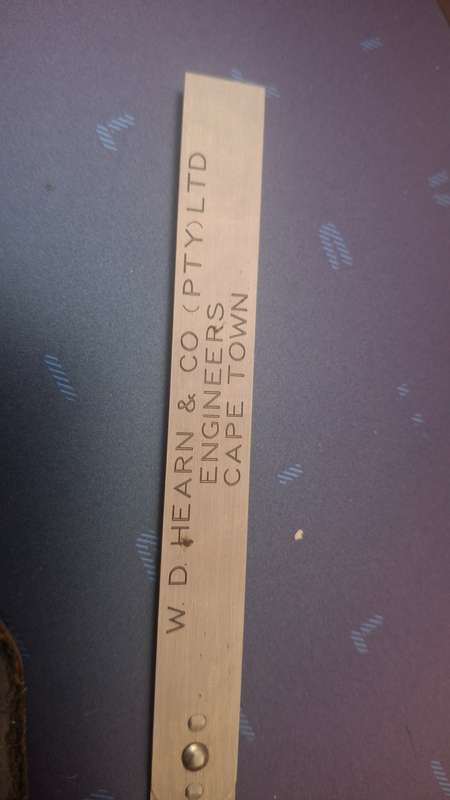 W. D. HEARN & CO (PTY) LTD
ENGINEERS
CAPE TOWN